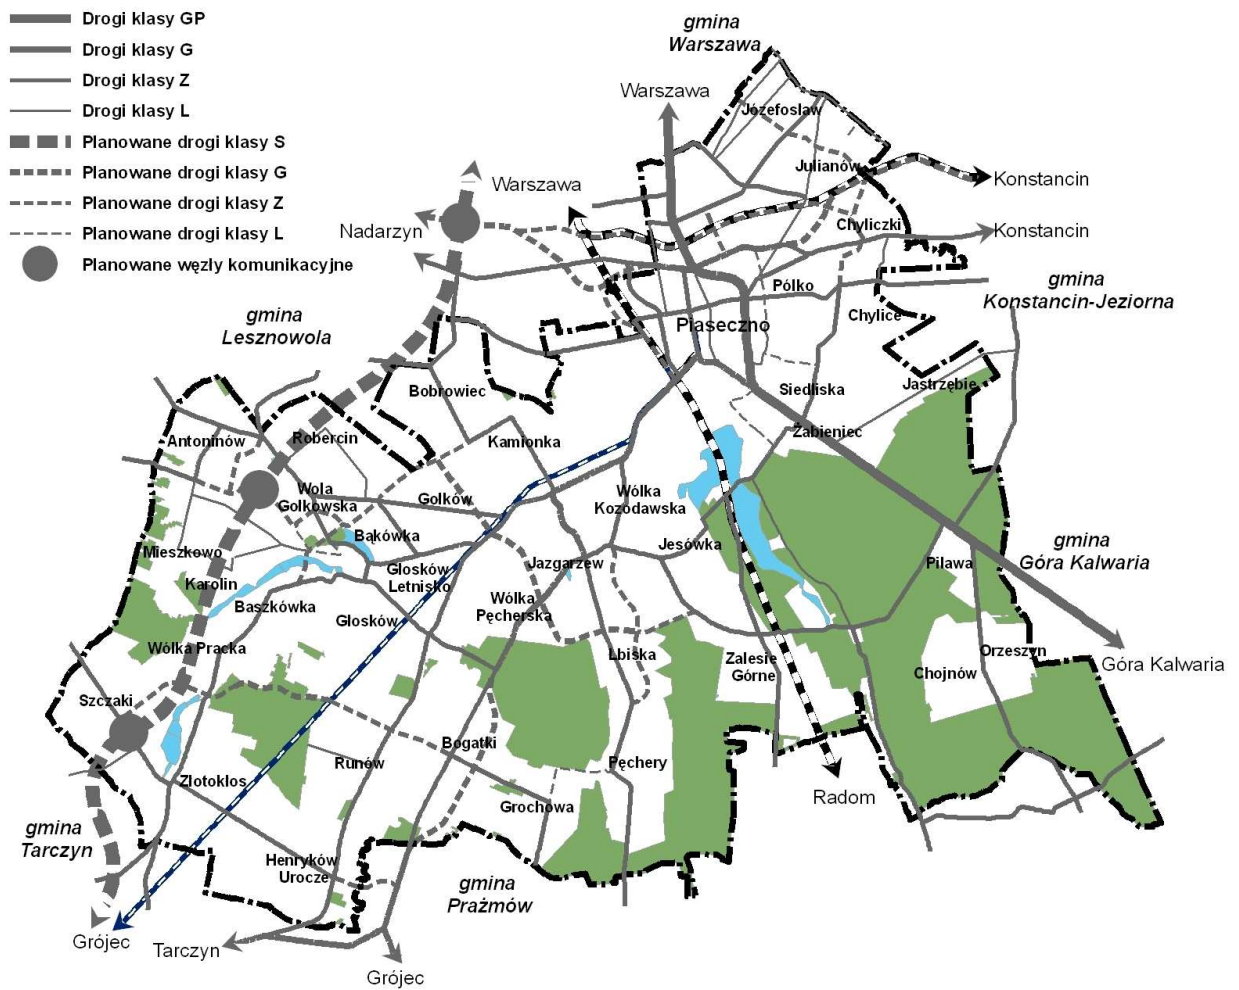 Drogi klasy GP
Drogi klasy G
Drogi klasy Z
Drogi klasy L
Planowane drogi klasy S
Planowane drogi klasy G
Planowane drogi klasy Z
Planowane drogi klasy L
Planowane węzly komunikacyjne
gmina
Warszawa
Warszawa
Józefoslaw
Julianów
Konstancin
Warszawa
Nadarzyn
Chyliczki
Konstancin
gmina
Konstancin-Jeziorna
Pólko
Chylice
gmina
Lesznowola
Piaseczno
Bobrowiec
Siedliska
Jastrzębie
Antoninów
Robercin
Kamionka
Żabieniec
Wola
Golkowska
Golków
Wólka
Kozodawska
Bąkówka
Mieszkowo
Jesówka
gmina
Góra Kalwaria
Karolin
Glosków
Letnisko
Jazgarzew
Pilawa
Baszkówka
Glosków
Wólka
Pęcherska
Wólka Pracka
Lbiska
Zalesie
Górne
Orzeszyn
Góra Kalwaria
Chojnów
Szczaki
Bogatki
Runów
Pęchery
Zlotoklos
Radom
Grochowa
gmina
Tarczyn
Henryków
Urocze
gmina
Prażmów
Grójec
Tarczyn
Grójec